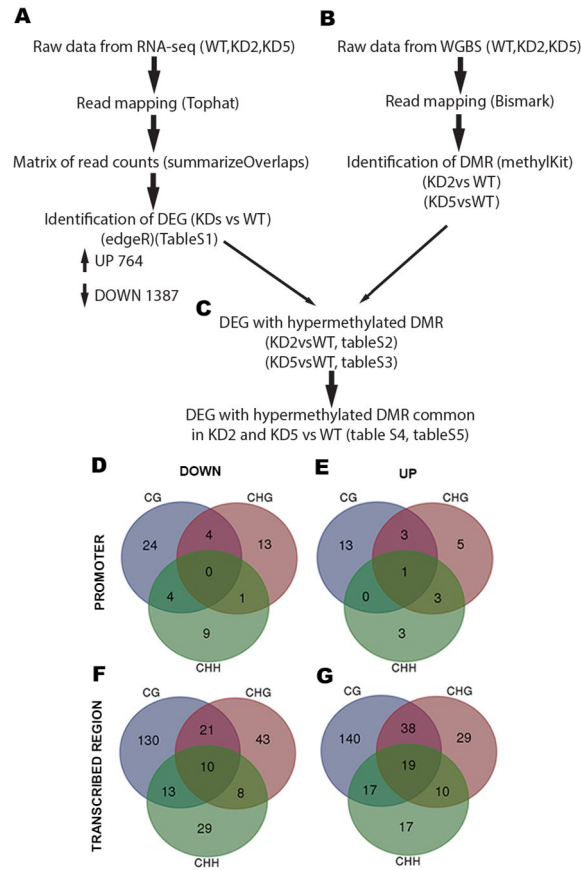 A
Raw data from RNA-seq (WT,KD2,KD5)
Read mapping (Tophat)
Matrix of read counts (summarizeOverlaps)
Identification of DEG (KDs vs WT)
(edgeR)(TableS1)
UP 764
DOWN 1387
B
Raw data from WGBS (WT,KD2,KD5)
Read mapping (Bismark)
Identification of DMR (methylKit)
(KD2vs WT)
(KD5vsWT)
C
DEG with hypermethylated DMR
(KD2vsWT, tableS2)
(KD5vsWT, tableS3)
DEG with hypermethylated DMR common
in KD2 and KD5 vs WT (table S4, tableS5)
D
DOWN
E
UP
PROMOTER
CG
CHG
24
4
13
0
4
1
9
CHH
CG
CHG
13
3
5
1
0
3
3
CHH
F
G
TRANSCRIBED REGION
CG
CHG
130
21
43
10
13
8
29
CHH
CG
CHG
140
38
29
19
17
10
17
CHH